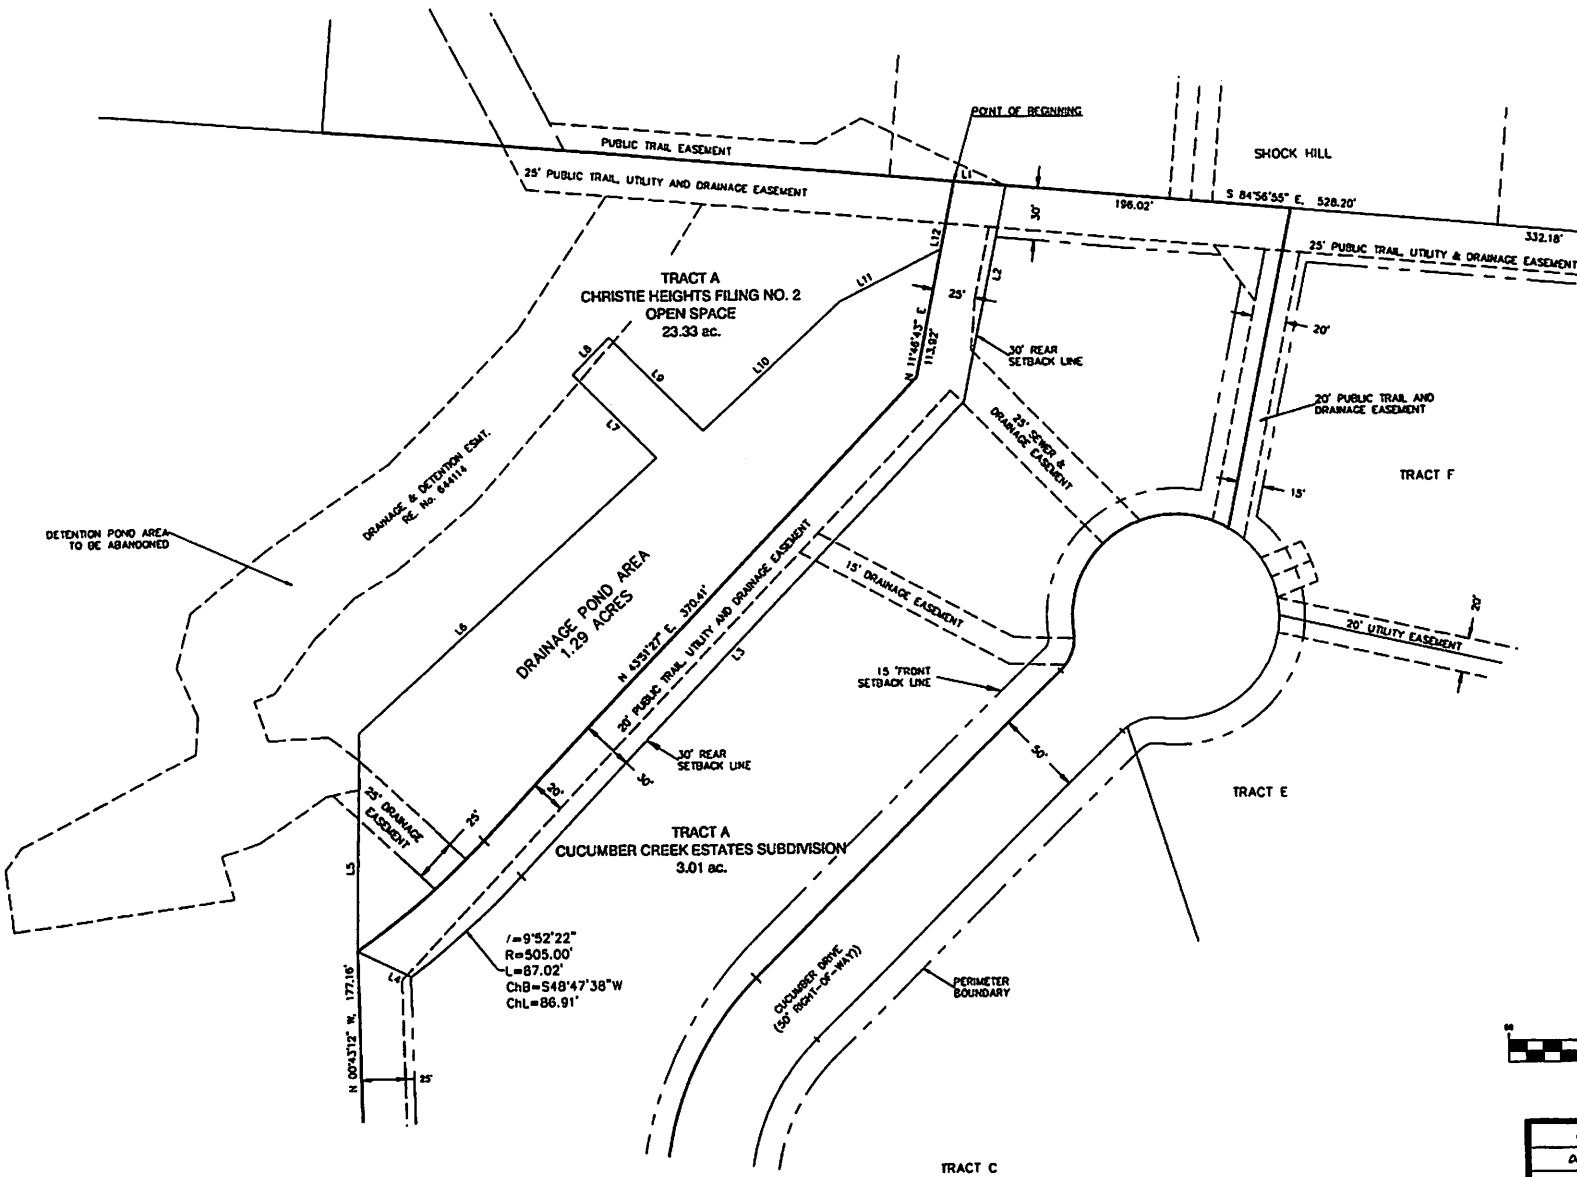 POINT OF BEGINNING
PUBLIC TRAIL EASEMENT
SHOCK HILL
L1
25' PUBLIC TRAIL, UTILITY AND DRAINAGE EASEMENT
30'
196.02'
S 84°56'55" E, 528.20'
332.18'
25' PUBLIC TRAIL, UTILITY & DRAINAGE EASEMENT
L12
L2
L11
25'
TRACT A
CHRISTIE HEIGHTS FILING NO. 2
OPEN SPACE
23.33 ac.
N 11°46'43" E
113.92'
30' REAR
SETBACK LINE
20'
L8
L9
L10
L7
20' PUBLIC TRAIL AND
DRAINAGE EASEMENT
25' SEWER &
DRAINAGE EASEMENT
TRACT F
15'
DRAINAGE & DETENTION ESMT.
RE. No. 644114
DETENTION POND AREA
TO BE ABANDONED
DRAINAGE POND AREA
1.29 ACRES
L6
N 43°51'27" E, 370.41'
20' PUBLIC TRAIL, UTILITY AND DRAINAGE EASEMENT
L3
15' DRAINAGE EASEMENT
20'
20' UTILITY EASEMENT
15 'FRONT
SETBACK LINE
30' REAR
SETBACK LINE
30'
50'
20'
25' DRAINAGE
EASEMENT
25'
TRACT E
TRACT A
CUCUMBER CREEK ESTATES SUBDIVISION
3.01 ac.
L5
/=9°52'22"
R=505.00'
L=87.02'
ChB=S48°47'38"W
ChL=86.91'
L4
N 00°43'12" W, 177.16'
25'
CUCUMBER DRIVE
(50' RIGHT-OF-WAY))
PERIMETER
BOUNDARY
TRACT C